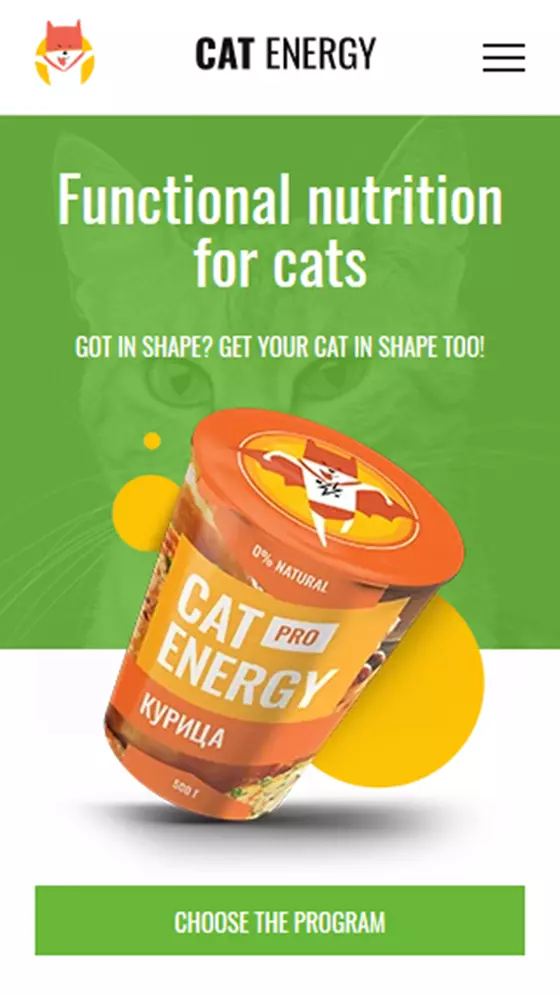 CAT ENERGY
Functional nutrition
for cats
GOT IN SHAPE? GET YOUR CAT IN SHAPE TOO!
0% NATURAL
CAT PRO
ENERGY
КУРИЦА
500 Г
CHOOSE THE PROGRAM